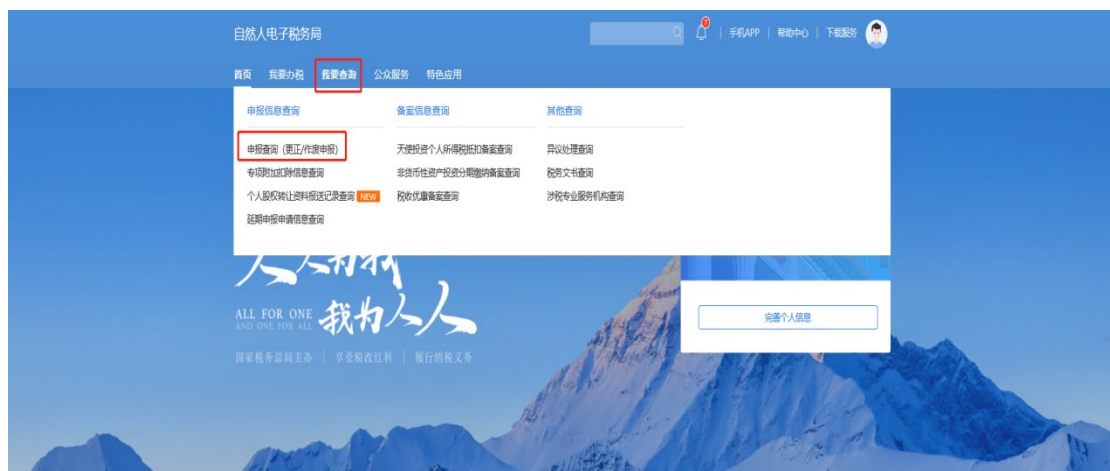 自然人电子税务局
7
手机APP | 帮助中心 | 下载服务
首页 我要办税 我要查询 公众服务 特色应用
申报信息查询 备案信息查询 其他查询
申报查询（更正/作废申报） 天使投资个人所得税抵扣备案查询 异议处理查询
专项附加扣除信息查询 非货币性资产投资分期缴纳备案查询 税务文书查询
个人股权转让资料报送记录查询 NEW 税收优惠备案查询 涉税专业服务机构查询
延期申报申请信息查询
人人为我
ALL FOR ONE
AND ONE FOR ALL
我为人人
完善个人信息
国家税务总局主办 | 享受税改红利 | 履行纳税义务